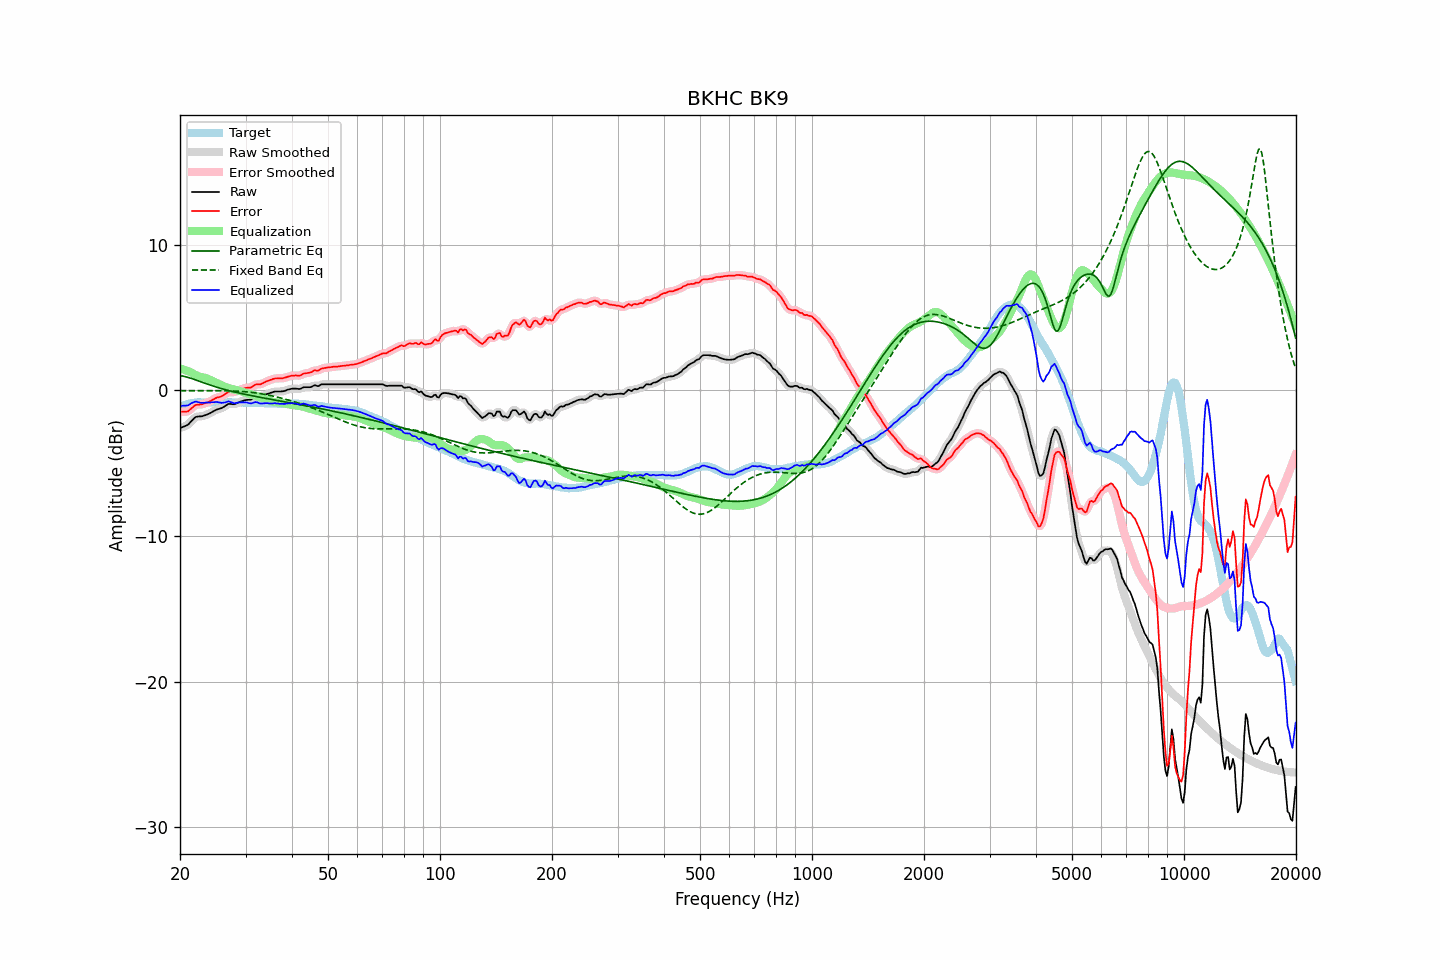 BKHC BK9
Target
Raw Smoothed
Error Smoothed
Raw
Error
Equalization
Parametric Eq
Fixed Band Eq
Equalized
Amplitude (dBr)
10
0
−10
−20
−30
20 50 100 200 500 1000 2000 5000 10000 20000
Frequency (Hz)